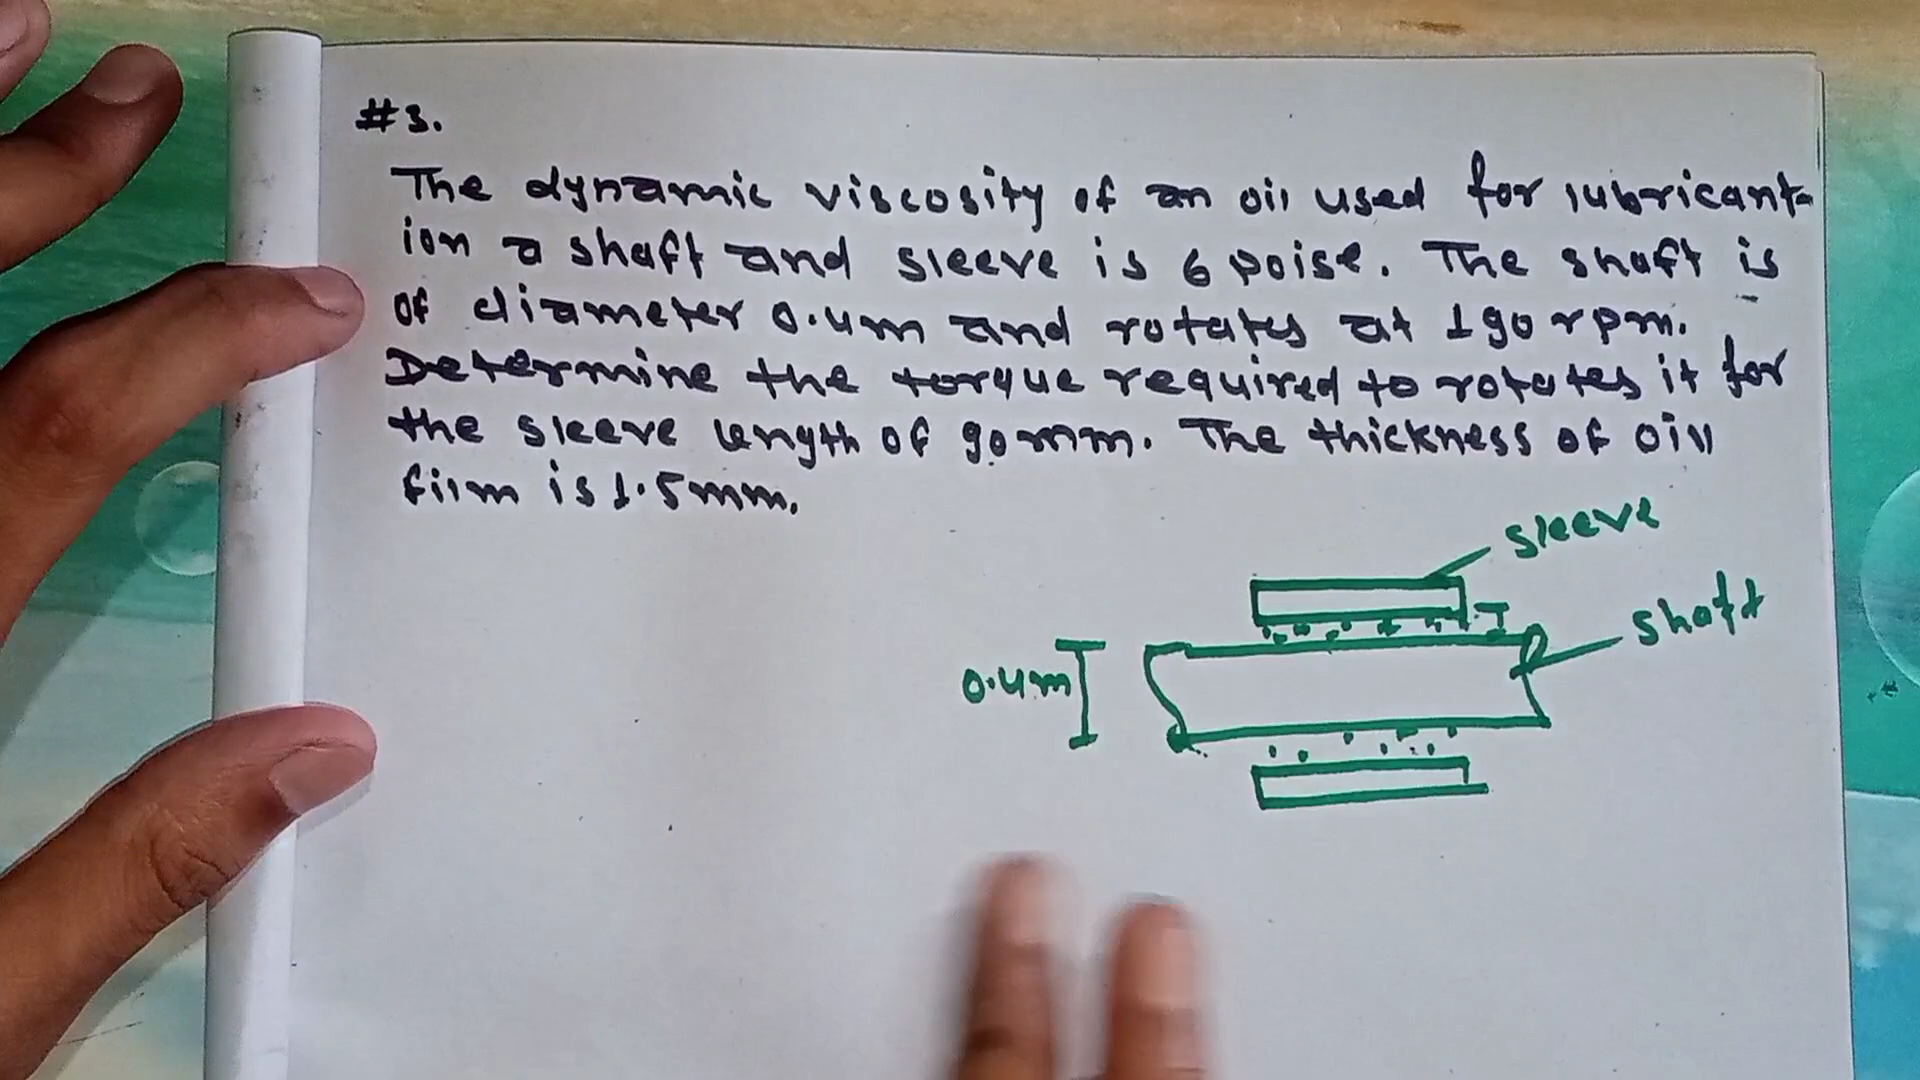 #3.
The dynamic viscosity of an oil used for lubricant-
ion a shaft and sleeve is 6 poise. The shaft is
of diameter 0.4m and rotates at 190 rpm.
Determine the torque required to rotates it for
the sleeve length of 90mm. The thickness of oil
film is 1.5mm.
sleeve
shaft
0.4m